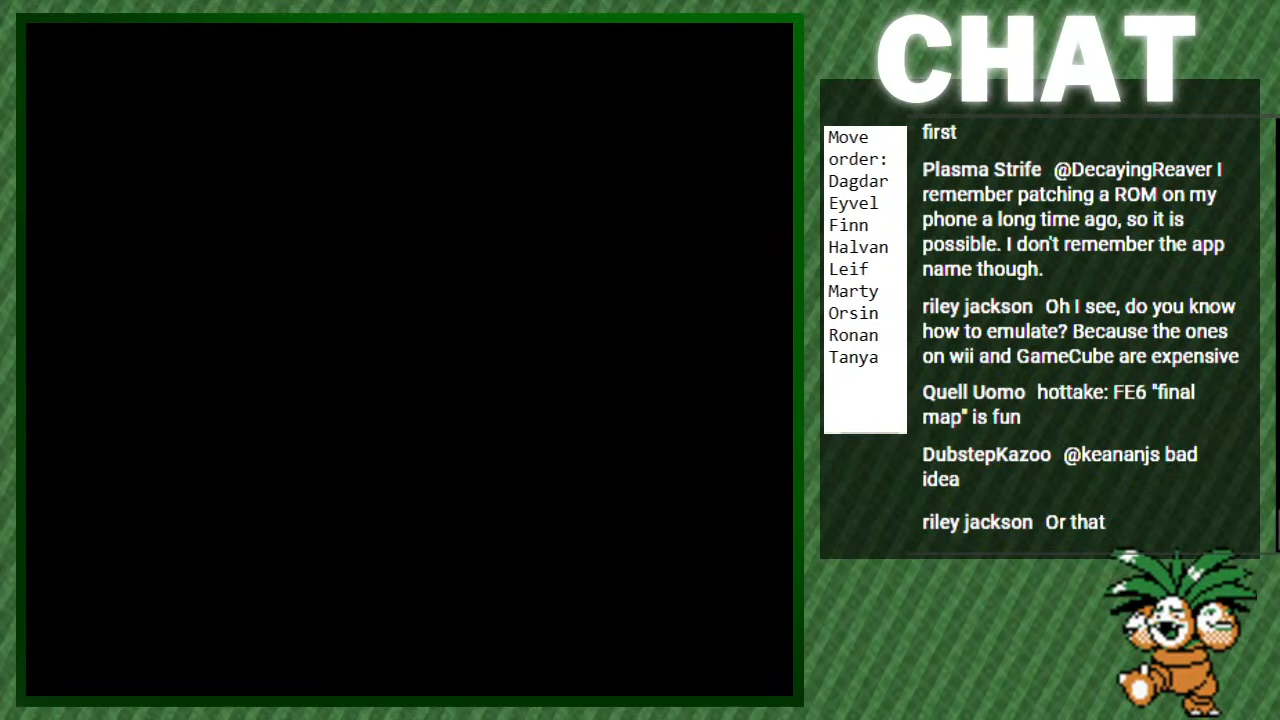 CHAT
Move
order:
Dagdar
Eyvel
Finn
Halvan
Leif
Marty
Orsin
Ronan
Tanya
first
Plasma Strife @DecayingReaver I
remember patching a ROM on my
phone a long time ago, so it is
possible. I don't remember the app
name though.
riley jackson Oh I see, do you know
how to emulate? Because the ones
on wii and GameCube are expensive
Quell Uomo hottake: FE6 "final
map" is fun
DubstepKazoo @keananjs bad
idea
riley jackson Or that